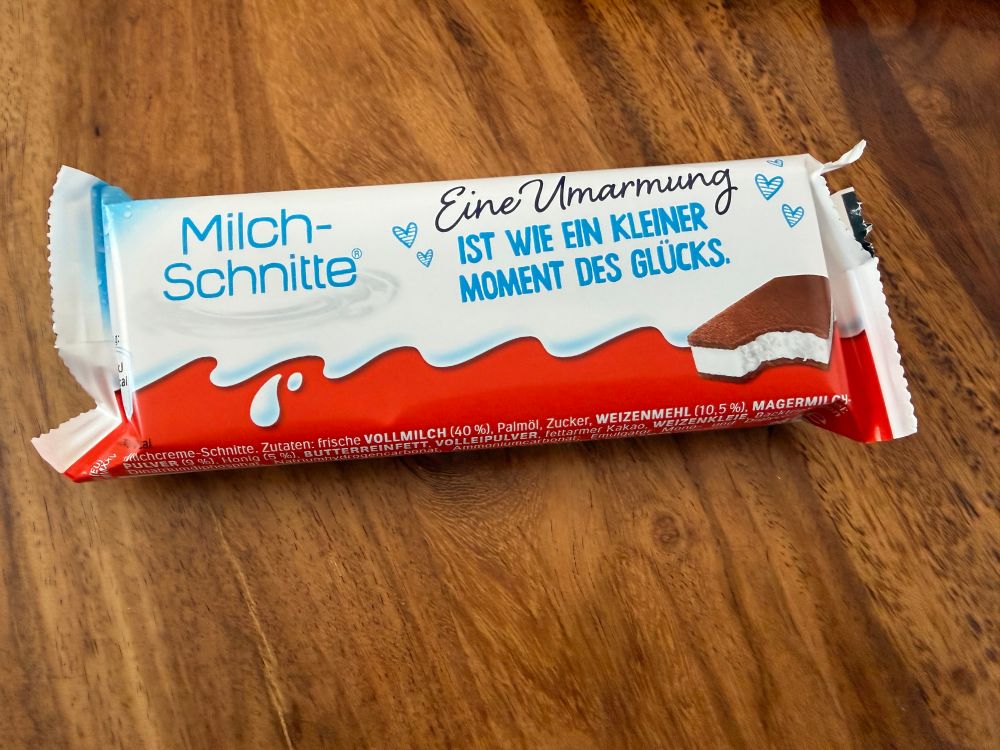 Milch-
Schnitte®
Eine Umarmung
IST WIE EIN KLEINER
MOMENT DES GLÜCKS.
Milchcreme-Schnitte. Zutaten: frische VOLLMILCH (40 %), Palmöl, Zucker, WEIZENMEHL (10,5 %), MAGERMILCH-
PULVER (9 %), Honig (5 %), BUTTERREINFETT, VOLLEIPULVER, fettarmer Kakao, WEIZENKLEIE,
Natriumhydrogencarbonat, Ammoniumcarbonat, Emulgator